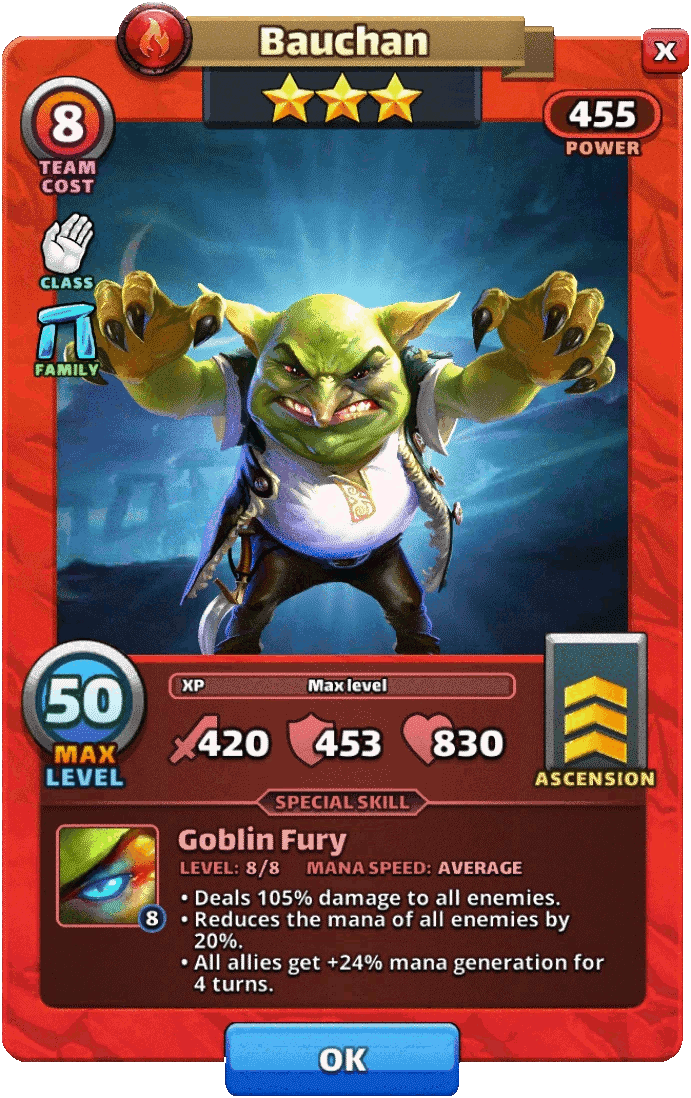 Bauchan
X
8
TEAM
COST
455
POWER
CLASS
FAMILY
50
MAX
LEVEL
XP Max level
420 453 830
ASCENSION
SPECIAL SKILL
Goblin Fury
LEVEL: 8/8 MANA SPEED: AVERAGE
8
• Deals 105% damage to all enemies.
• Reduces the mana of all enemies by
20%.
• All allies get +24% mana generation for
4 turns.
OK